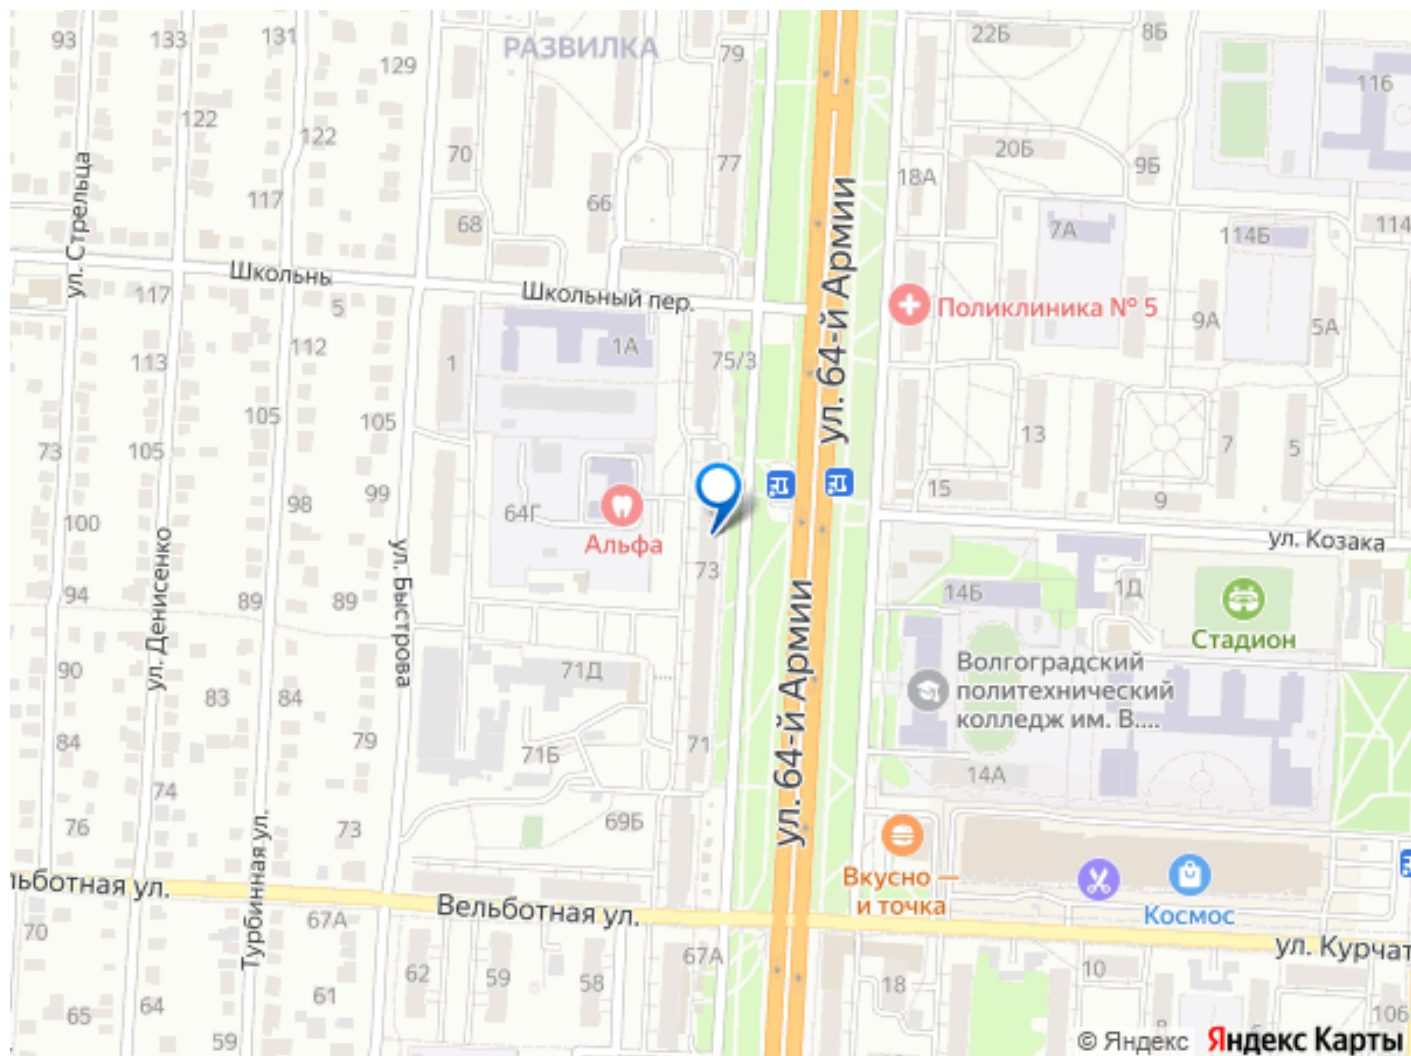 93
133
131
РАЗВИЛКА
79
22Б
8Б
129
116
122
122
70
77
20Б
9Б
18А
ул. Стрельца
117
66
68
7А
114Б
114
ул. 64-й Армии
Школьнь
117
5
Школьный пер.
Поликлиника № 5
9А
5А
113
112
1
1А
75/3
105
105
105
73
13
7
5
98
99
15
9
100
64Г
Альфа
ул. Денисенко
ул. Быстрова
73
ул. Козака
94
89
89
14Б
1Д
Стадион
ул. 64-й Армии
90
83
84
71Д
Волгоградский
политехнический
колледж им. В....
84
79
71Б
71
14А
74
76
73
69Б
Турбинная ул.
Вкусно —
и точка
Космос
льботная ул.
67А
Вельботная ул.
ул. Курчат
70
62
59
58
67А
18
10
65
64
61
59
8
106
© Яндекс Яндекс Карты